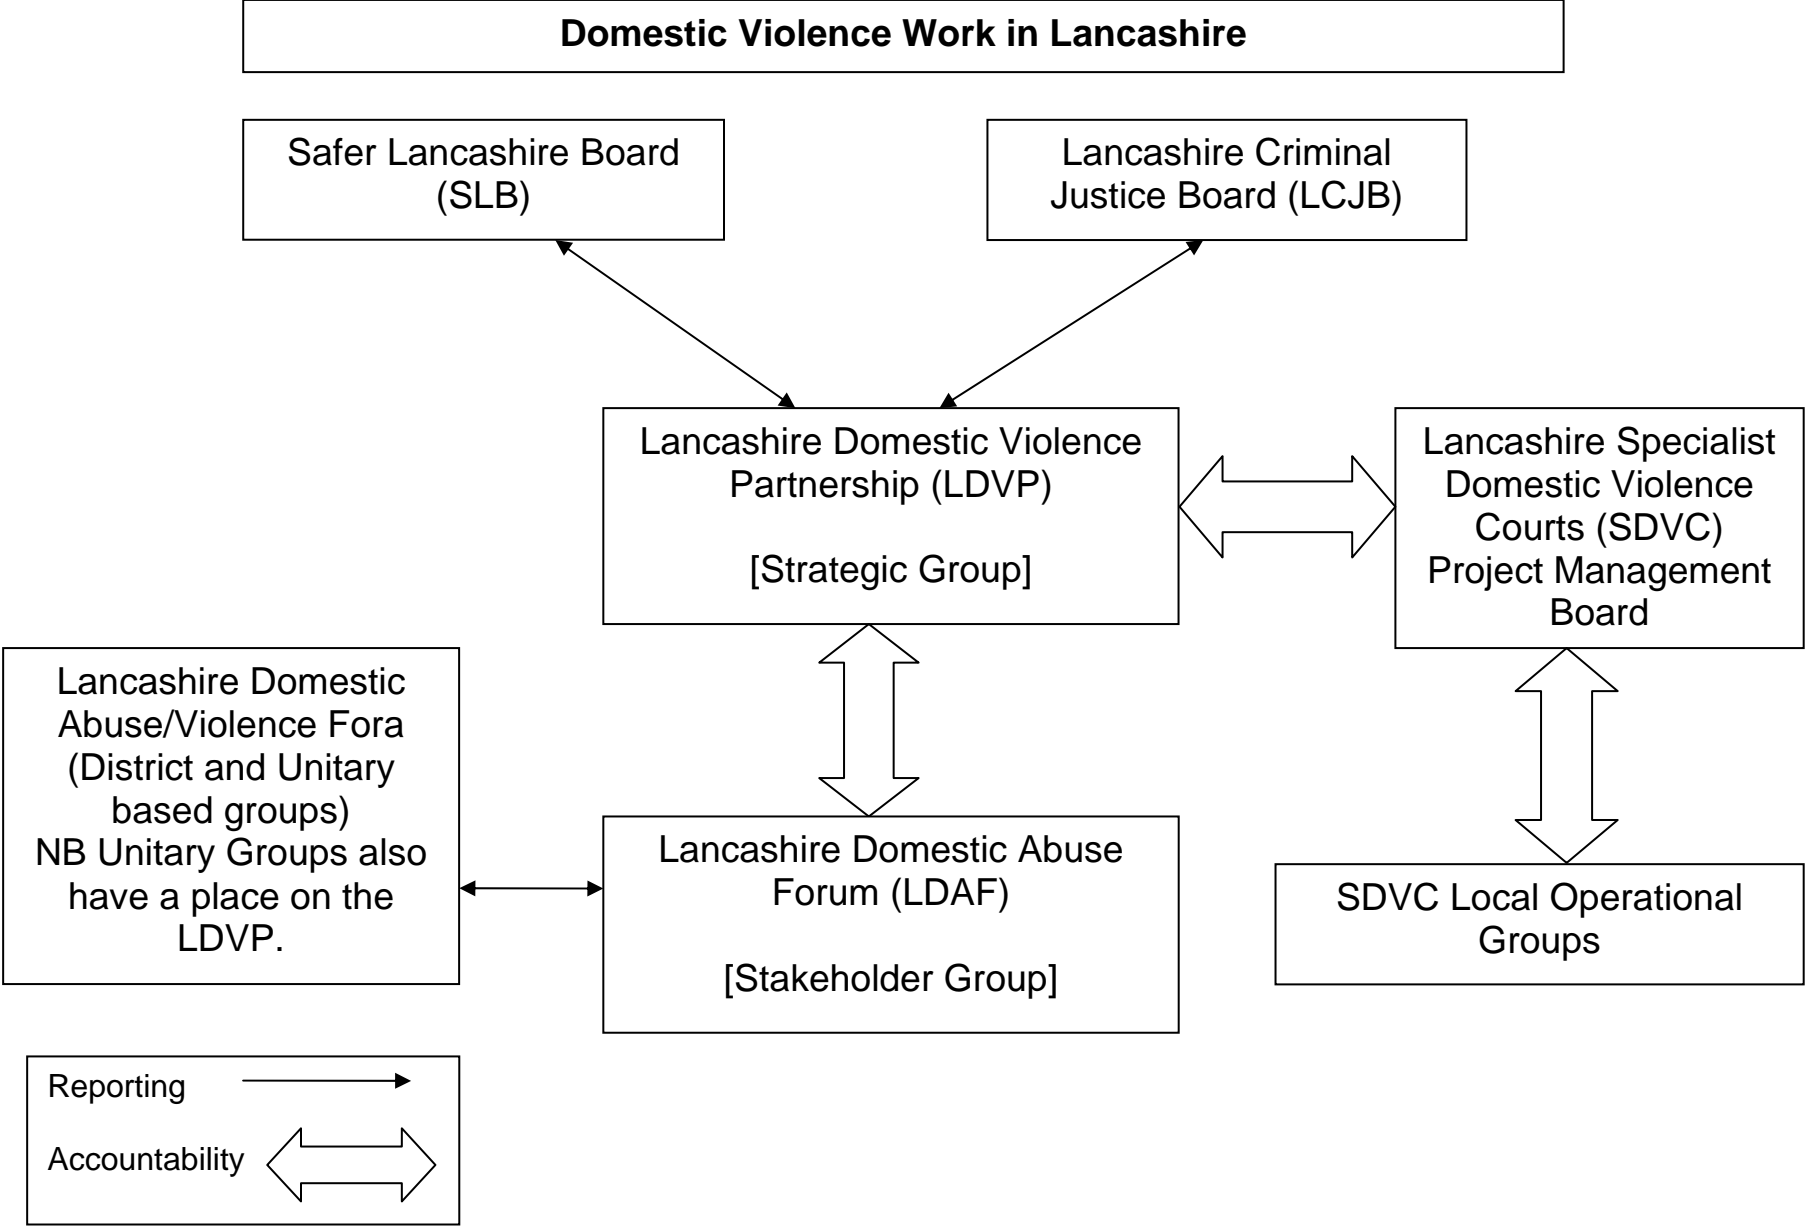 Domestic Violence Work in Lancashire
Safer Lancashire Board
(SLB)
Lancashire Criminal
Justice Board (LCJB)
Lancashire Domestic Violence
Partnership (LDVP)
[Strategic Group]
Lancashire Specialist
Domestic Violence
Courts (SDVC)
Project Management
Board
Lancashire Domestic
Abuse/Violence Fora
(District and Unitary
based groups)
NB Unitary Groups also
have a place on the
LDVP.
Lancashire Domestic Abuse
Forum (LDAF)
[Stakeholder Group]
SDVC Local Operational
Groups
Reporting
Accountability